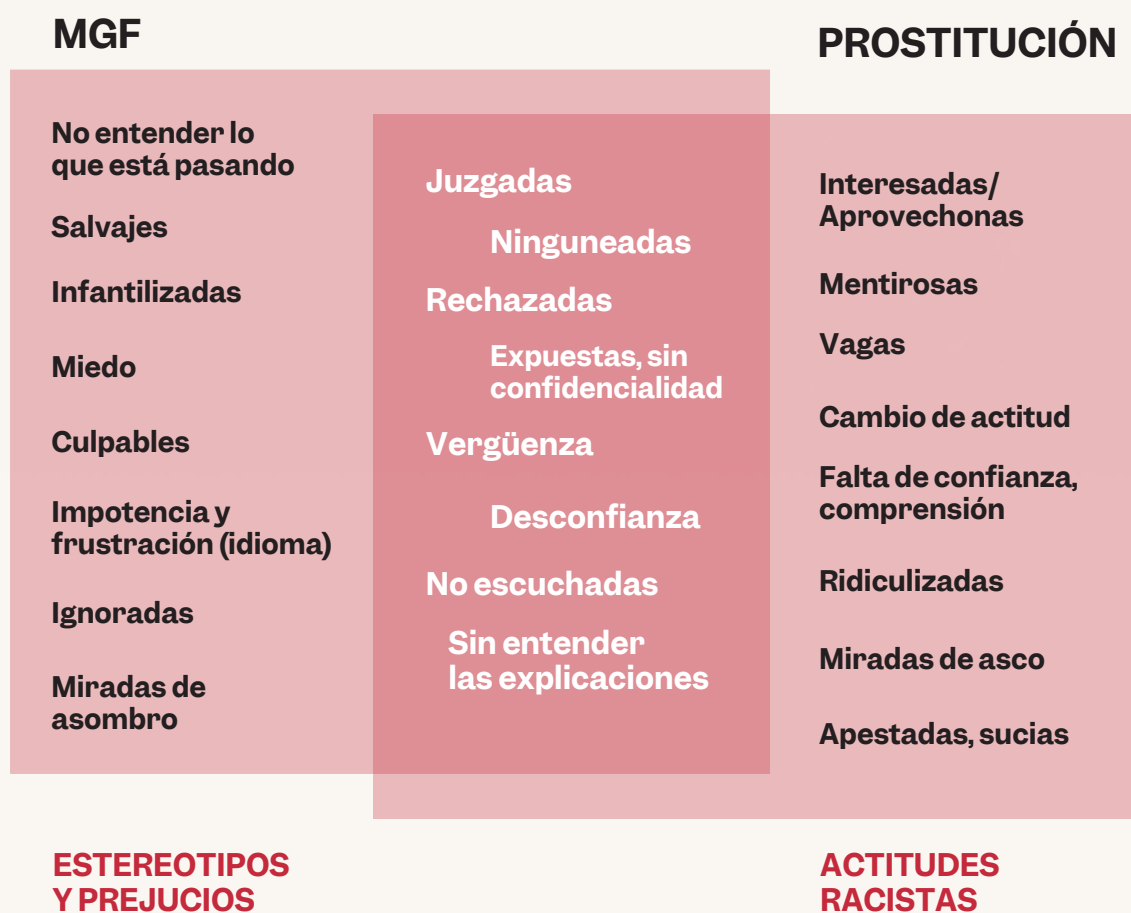 MGF
No entender lo
que está pasando
Salvajes
Infantilizadas
Miedo
Culpables
Impotencia y
frustración (idioma)
Ignoradas
Miradas de
asombro
Juzgadas
Ninguneadas
Rechazadas
Expuestas, sin
confidencialidad
Vergüenza
Desconfianza
No escuchadas
Sin entender
las explicaciones
PROSTITUCIÓN
Interesadas/
Aprovechonas
Mentirosas
Vagas
Cambio de actitud
Falta de confianza,
comprensión
Ridiculizadas
Miradas de asco
Apestadas, sucias
ESTEREOTIPOS
Y PREJUCIOS
ACTITUDES
RACISTAS